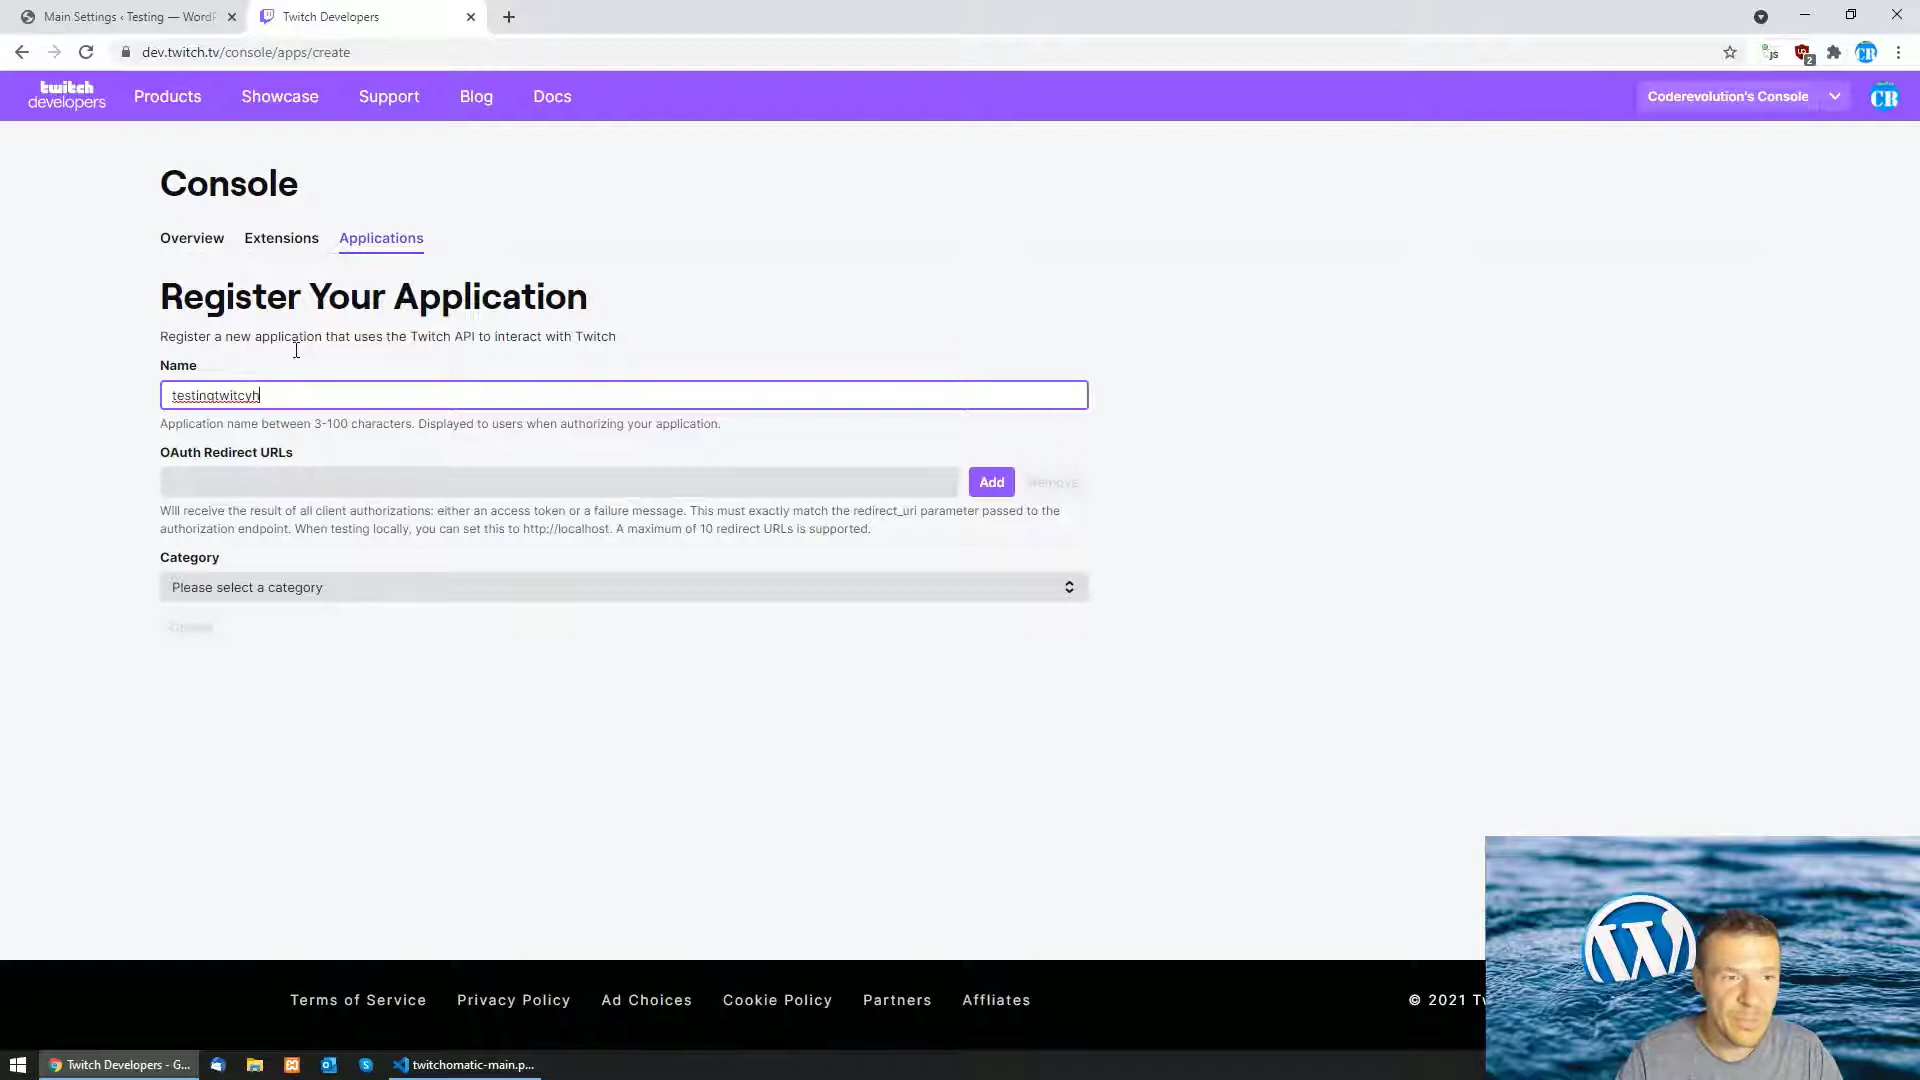 Main Settings ‹ Testing — WordP
Twitch Developers
dev.twitch.tv/console/apps/create
JS
2
CR
twitch
developers
Products
Showcase
Support
Blog
Docs
Coderevolution's Console
CR
Console
Overview
Extensions
Applications
Register Your Application
Register a new application that uses the Twitch API to interact with Twitch
Name
testingtwitcyh
Application name between 3-100 characters. Displayed to users when authorizing your application.
OAuth Redirect URLs
Add
Remove
Will receive the result of all client authorizations: either an access token or a failure message. This must exactly match the redirect_uri parameter passed to the
authorization endpoint. When testing locally, you can set this to http://localhost. A maximum of 10 redirect URLs is supported.
Category
Please select a category
Create
Terms of Service
Privacy Policy
Ad Choices
Cookie Policy
Partners
Affiliates
© 2021 Tw
W
Twitch Developers - G...
twitchomatic-main.p...